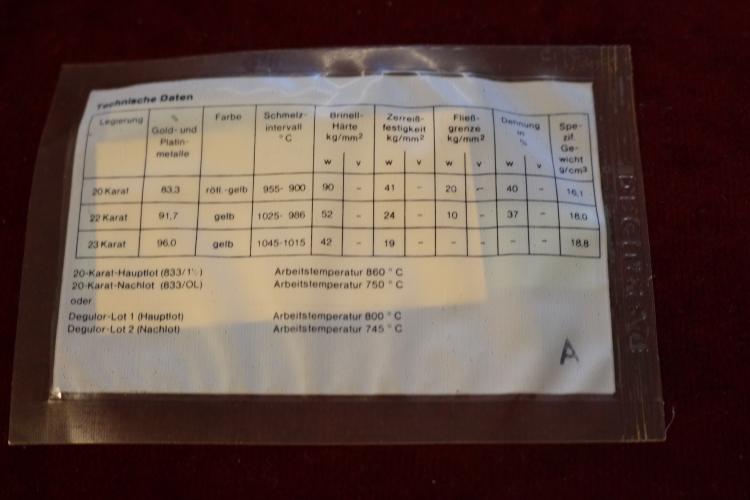 Technische Daten
Legierung % Gold- und Platin-metalle Farbe Schmelz-intervall °C Brinell-Härte kg/mm² Zerreiß-festigkeit kg/mm² Fließ-grenze kg/mm² Dehnung in % Spe-zif. Ge-wicht g/cm³
w v w v w v w v
20 Karat 83,3 rötl.-gelb 955- 900 90 – 41 – 20 – 40 – 16,1
22 Karat 91,7 gelb 1025- 986 52 – 24 – 10 – 37 – 18,0
23 Karat 96,0 gelb 1045-1015 42 – 19 – – – – – 18,8
20-Karat-Hauptlot Arbeitstemperatur 860 °C
20-Karat-Nachlot (833/OL) Arbeitstemperatur 750 °C
oder
Degulor-Lot 1 (Hauptlot) Arbeitstemperatur 800 °C
Degulor-Lot 2 (Nachlot) Arbeitstemperatur 745 °C
A